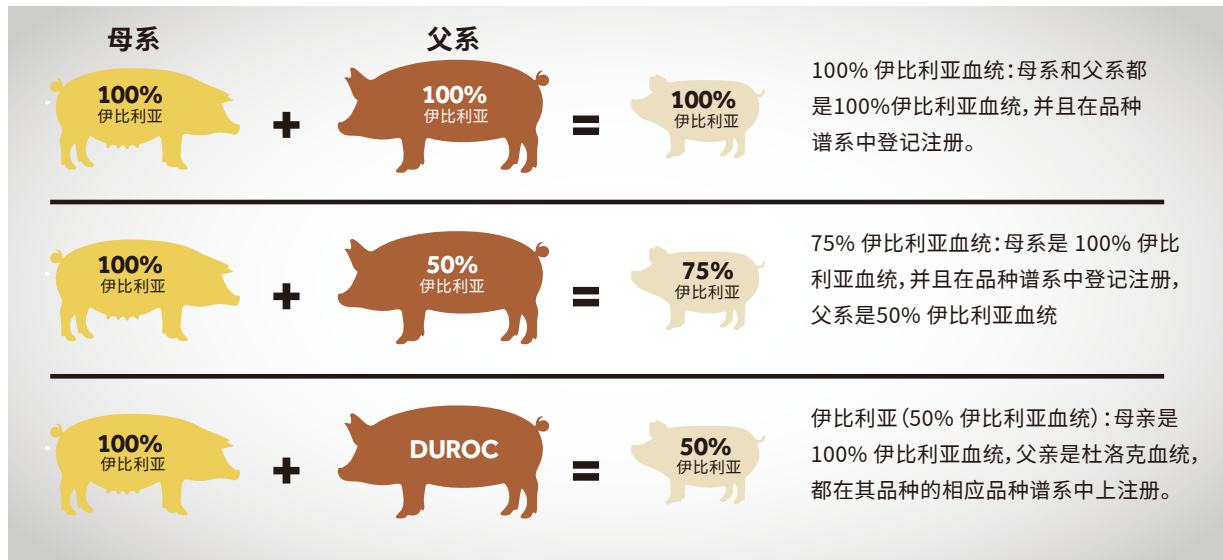 母系
父系
100%
伊比利亚
100%
伊比利亚
100%
伊比利亚
100% 伊比利亚血统：母系和父系都
是100%伊比利亚血统，并且在品种
谱系中登记注册。
100%
伊比利亚
50%
伊比利亚
75%
伊比利亚
75% 伊比利亚血统：母系是 100% 伊比
利亚血统，并且在品种谱系中登记注册，
父系是50% 伊比利亚血统
100%
伊比利亚
DUROC
50%
伊比利亚
伊比利亚（50% 伊比利亚血统）：母亲是
100% 伊比利亚血统，父亲是杜洛克血统，
都在其品种的相应品种谱系中上注册。